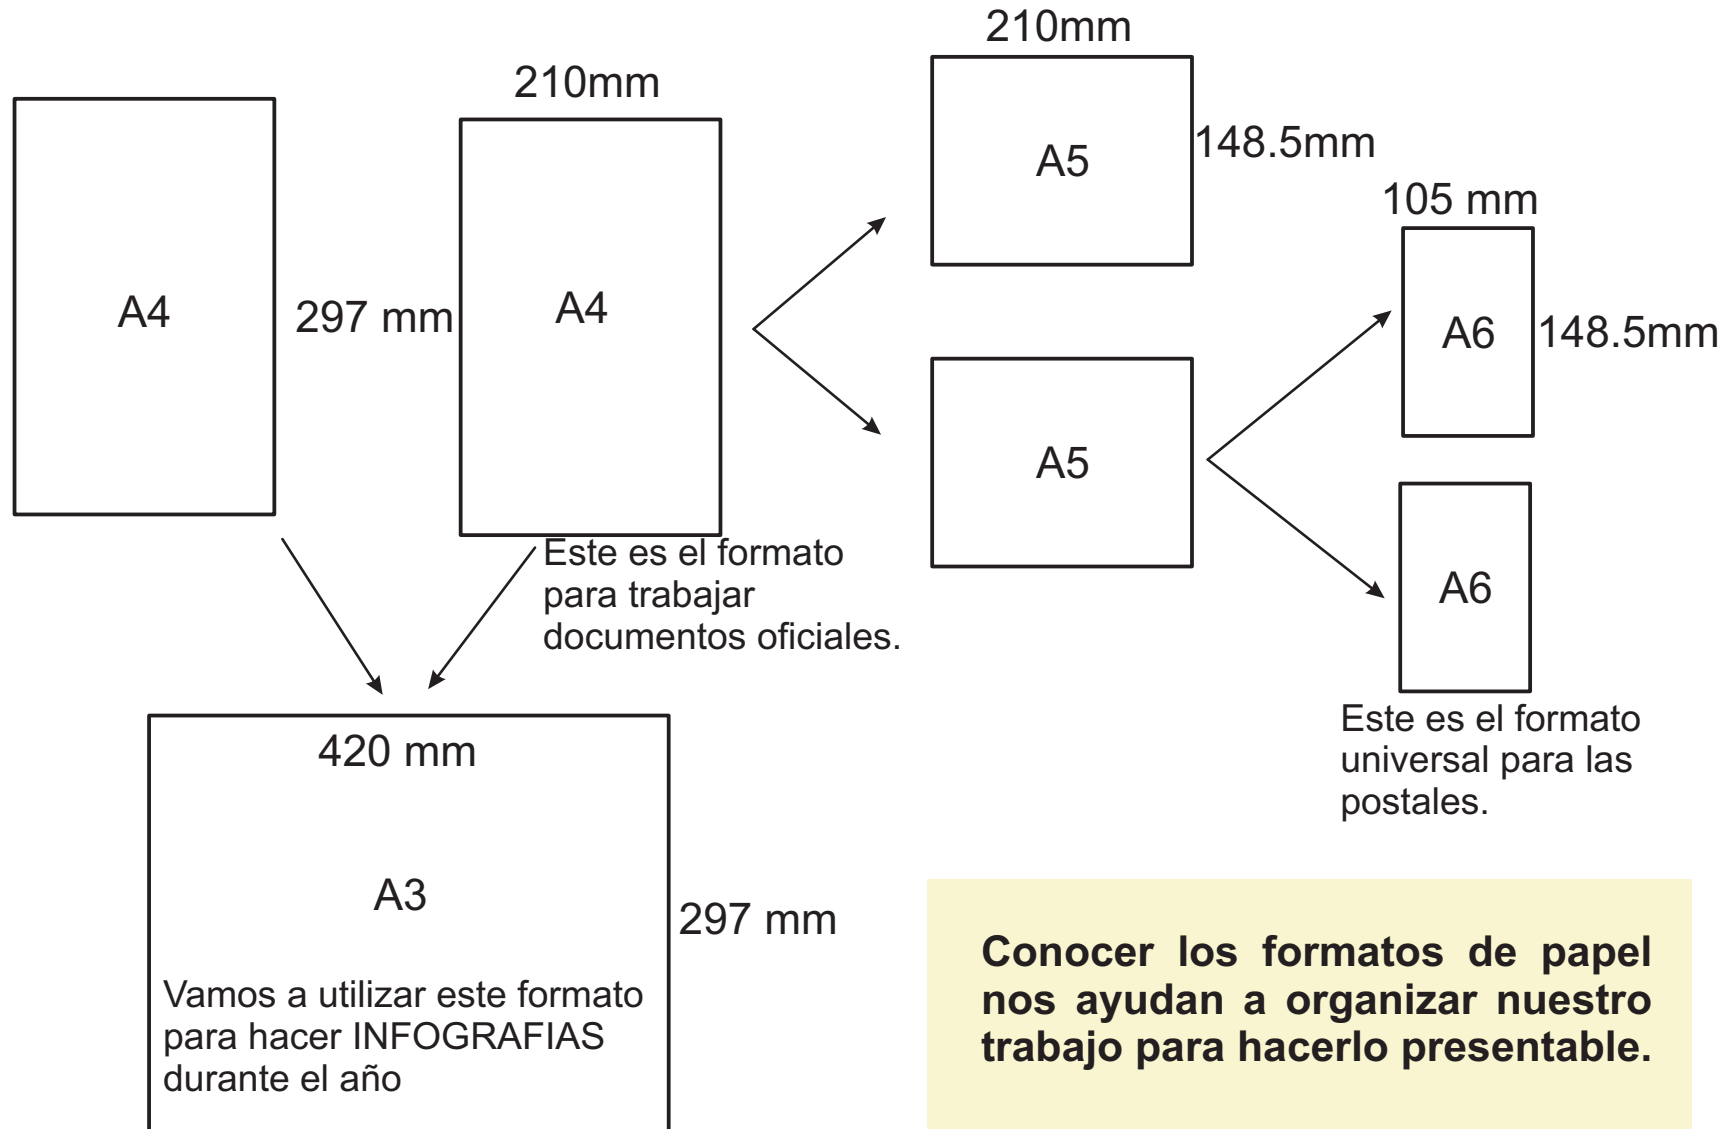 A4
297 mm
210mm
A4
Este es el formato
para trabajar
documentos oficiales.
210mm
A5
148.5mm
A5
105 mm
A6
148.5mm
A6
Este es el formato
universal para las
postales.
420 mm
A3
297 mm
Vamos a utilizar este formato
para hacer INFOGRAFIAS
durante el año
Conocer los formatos de papel
nos ayudan a organizar nuestro
trabajo para hacerlo presentable.